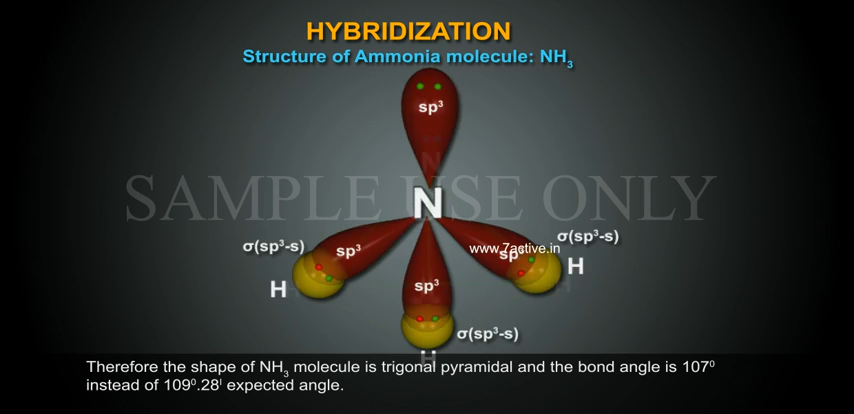 HYBRIDIZATION
Structure of Ammonia molecule: NH₃
sp³
SAMPLE USE ONLY
N
σ(sp³-s)
sp³
H
www.7active.in
sp³
σ(sp³-s)
H
sp³
σ(sp³-s)
H
Therefore the shape of NH₃ molecule is trigonal pyramidal and the bond angle is 107⁰
instead of 109⁰.28ˡ expected angle.